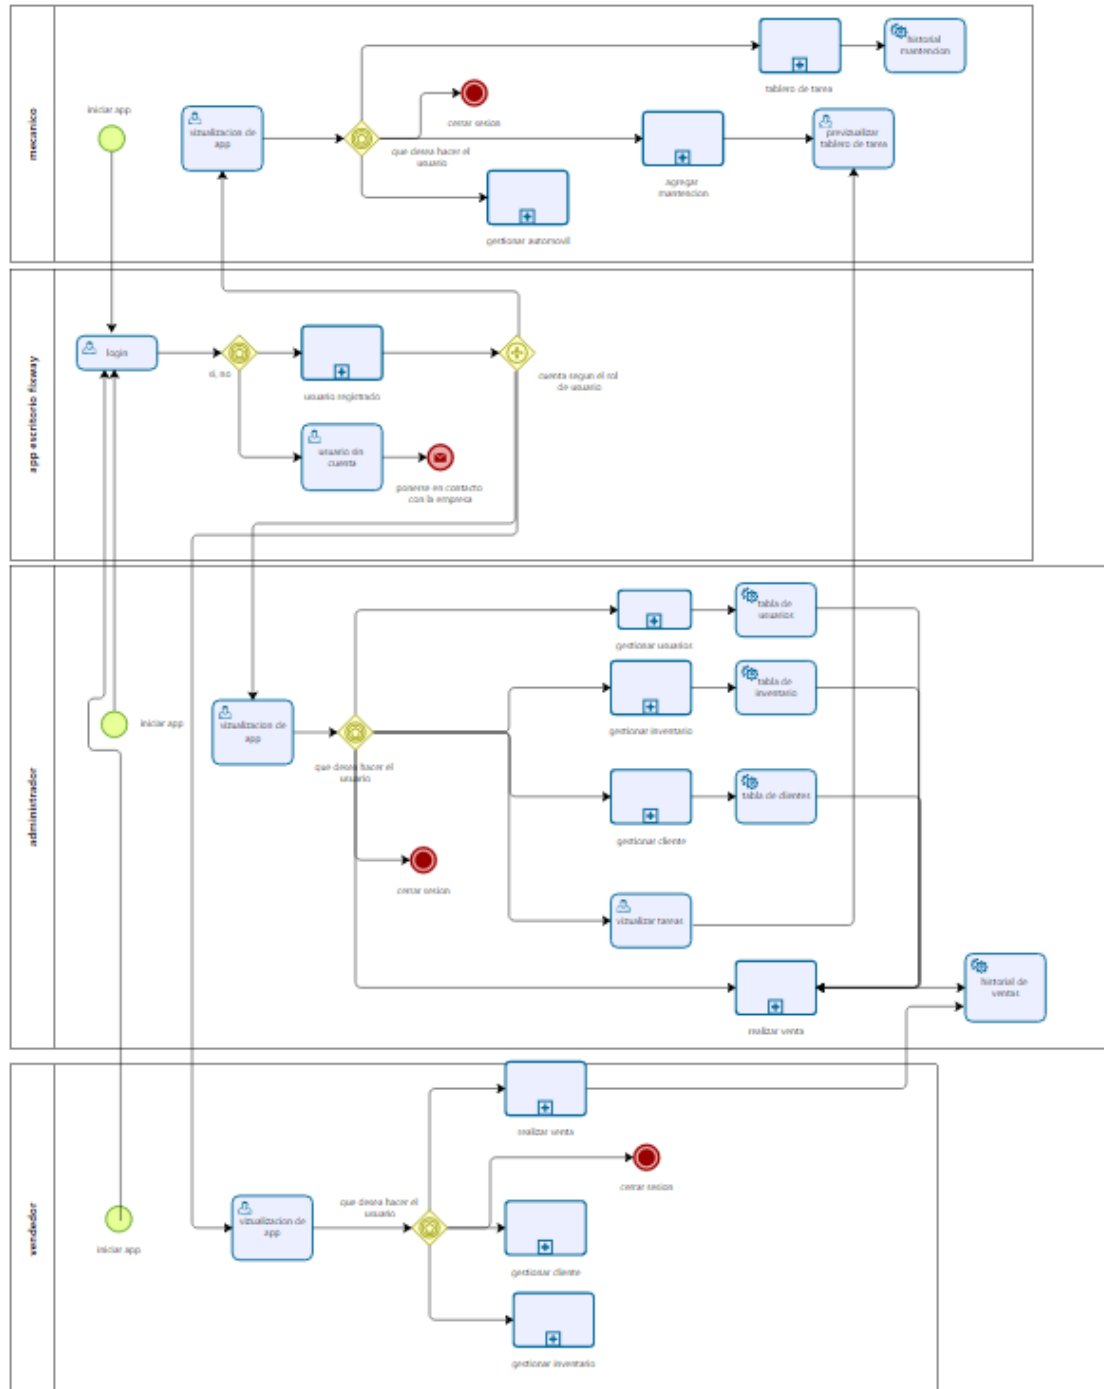 mecanico
iniciar app
vizualizacion de
app
que desea hacer el
usuario
cerrar sesion
tablero de tarea
historial
mantencion
agregar
mantencion
previzualizar
tablero de tarea
gestionar automovil
app escritorio fixway
login
si, no
usuario registrado
cuenta segun el rol
de usuario
usuario sin
cuenta
ponerse en contacto
con la empresa
administrador
iniciar app
vizualizacion de
app
que desea hacer el
usuario
gestionar usuarios
tabla de
usuarios
gestionar inventario
tabla de
inventario
gestionar cliente
tabla de clientes
cerrar sesion
vizualizar tareas
realizar venta
historial de
ventas
vendedor
iniciar app
vizualizacion de
app
que desea hacer el
usuario
realizar venta
cerrar sesion
gestionar cliente
gestionar inventario